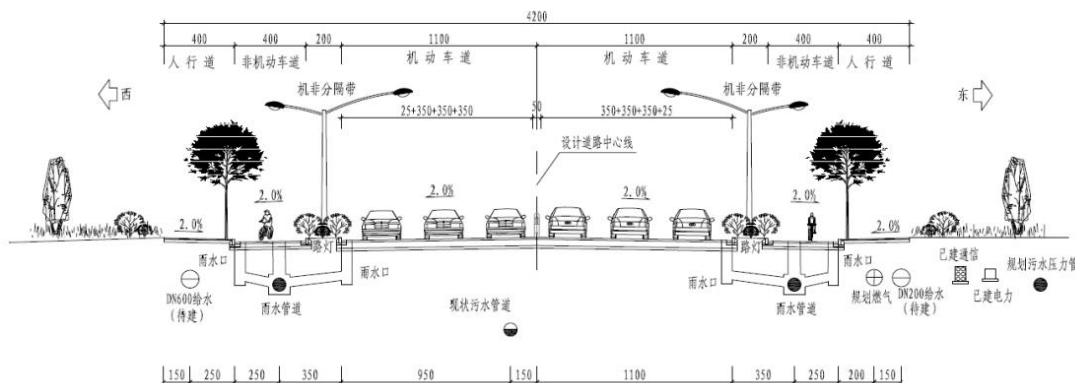 4200
400 400 200 1100 1100 200 400 400
人行道 非机动车道 机动车道 机动车道 非机动车道 人行道
机非分隔带 机非分隔带
西 东
25+350+350+350 50 350+350+350+25
设计道路中心线
2.0% 2.0% 2.0% 2.0% 2.0% 2.0%
路灯 路灯
雨水口 雨水口 雨水口 雨水口
已建通信
规划污水压力管
DN600给水
(待建)
雨水管道 雨水管道
规划燃气
DN200给水
(待建)
已建电力
现状污水管道
150 250 250 350 950 150 1100 350 250 200 150